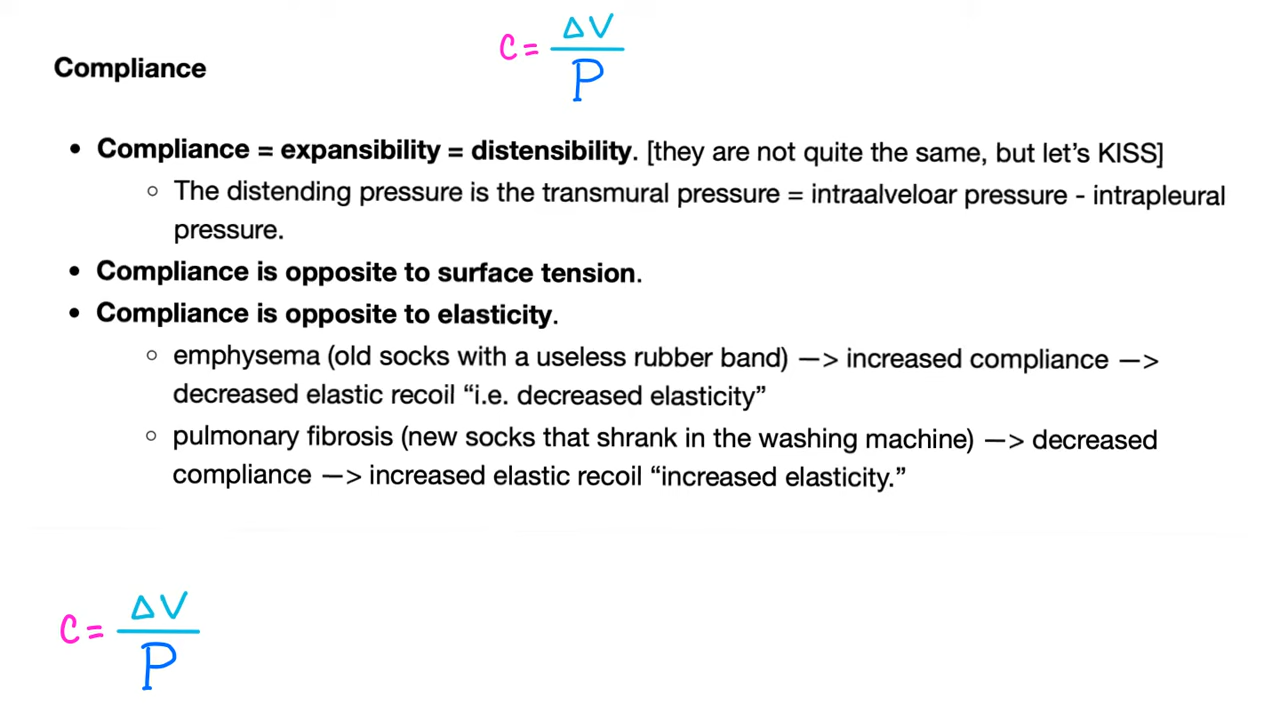 C = ΔV
P
Compliance
• Compliance = expansibility = distensibility. [they are not quite the same, but let's KISS]
◦ The distending pressure is the transmural pressure = intraalveloar pressure - intrapleural
pressure.
• Compliance is opposite to surface tension.
• Compliance is opposite to elasticity.
◦ emphysema (old socks with a useless rubber band) —> increased compliance —>
decreased elastic recoil “i.e. decreased elasticity”
◦ pulmonary fibrosis (new socks that shrank in the washing machine) —> decreased
compliance —> increased elastic recoil “increased elasticity.”
C = ΔV
P